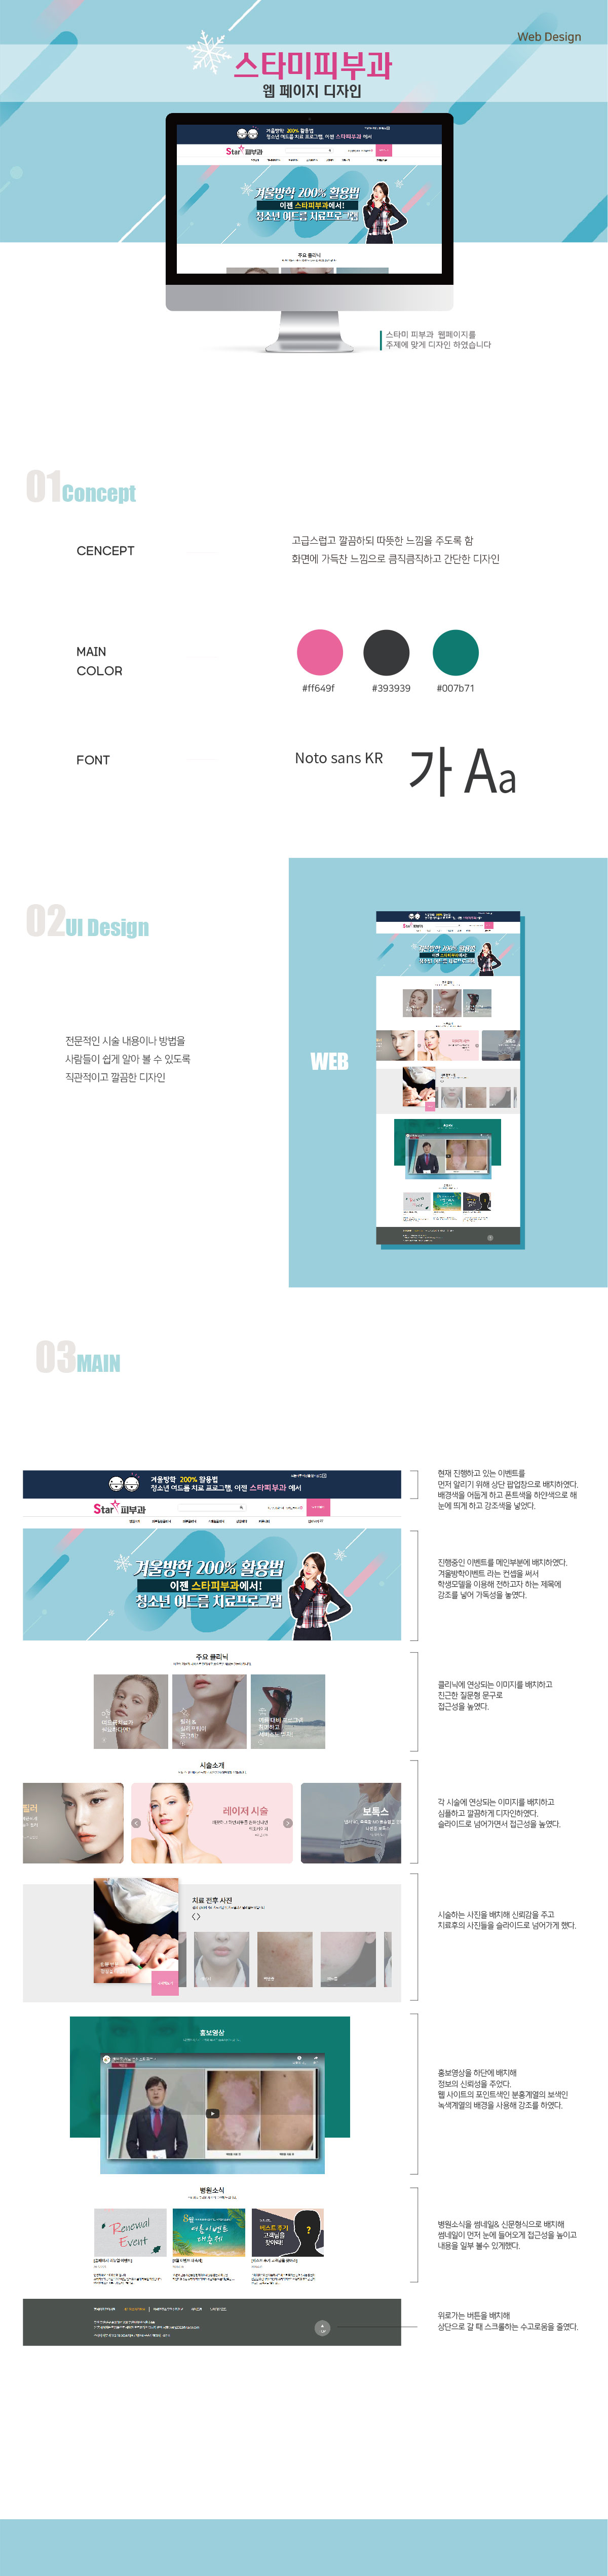 Web Design
스타미피부과
웹 페이지 디자인
겨울방학 200% 활용법
청소년 여드름 치료 프로그램, 이젠 스타피부과 에서
Star 피부과
겨울방학 200% 활용법
이젠 스타피부과에서!
청소년 여드름 치료프로그램
주요 클리닉
스타미 피부과 웹페이지를
주제에 맞게 디자인 하였습니다
01Concept
CENCEPT
고급스럽고 깔끔하되 따뜻한 느낌을 주도록 함
화면에 가득찬 느낌으로 큼직큼직하고 간단한 디자인
MAIN
COLOR
#ff649f
#393939
#007b71
FONT
Noto sans KR
가 Aa
02UI Design
전문적인 시술 내용이나 방법을
사람들이 쉽게 알아 볼 수 있도록
직관적이고 깔끔한 디자인
WEB
겨울방학 200% 활용법
이젠 스타피부과에서!
청소년 여드름 치료프로그램
03MAIN
겨울방학 200% 활용법
청소년 여드름 치료 프로그램, 이젠 스타피부과 에서
Star 피부과
겨울방학 200% 활용법
이젠 스타피부과에서!
청소년 여드름 치료프로그램
주요 클리닉
시술소개
필러
레이저 시술
보톡스
치료 전후 사진
홍보영상
병원소식
Renewal
Event
8월
여름이벤트
대축제
베스트 후기
고객님을
찾아라!
?
현재 진행하고 있는 이벤트를
먼저 알리기 위해 상단 팝업창으로 배치하였다.
배경색을 어둡게 하고 폰트색을 하얀색으로 해
눈에 띄게 하고 강조색을 넣었다.
진행중인 이벤트를 메인부분에 배치하였다.
겨울방학이벤트 라는 컨셉을 써서
학생모델을 이용해 전하고자 하는 제목에
강조를 넣어 가독성을 높였다.
클리닉에 연상되는 이미지를 배치하고
친근한 질문형 문구로
접근성을 높였다.
각 시술에 연상되는 이미지를 배치하고
심플하고 깔끔하게 디자인하였다.
슬라이드로 넘어가면서 접근성을 높였다.
시술하는 사진을 배치해 신뢰감을 주고
치료후의 사진들을 슬라이드로 넘어가게 했다.
홍보영상을 하단에 배치해
정보의 신뢰성을 주었다.
웹 사이트의 포인트색인 분홍계열의 보색인
녹색계열의 배경을 사용해 강조를 하였다.
병원소식을 썸네일& 신문형식으로 배치해
썸네일이 먼저 눈에 들어오게 접근성을 높이고
내용을 일부 볼수 있게했다.
위로가는 버튼을 배치해
상단으로 갈 때 스크롤하는 수고로움을 줄였다.